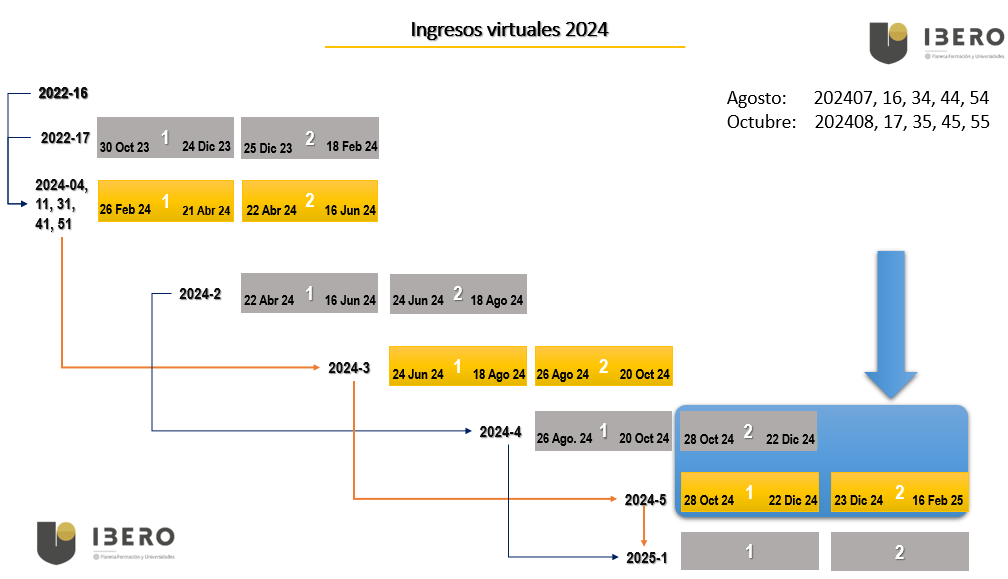 Ingresos virtuales 2024
IBERO
Planeta Formación y Universidades
Agosto: 202407, 16, 34, 44, 54
Octubre: 202408, 17, 35, 45, 55
2022-16
2022-17
30 Oct 23 1 24 Dic 23
25 Dic 23 2 18 Feb 24
2024-04,
11, 31,
41, 51
26 Feb 24 1 21 Abr 24
22 Abr 24 2 16 Jun 24
2024-2
22 Abr 24 1 16 Jun 24
24 Jun 24 2 18 Ago 24
2024-3
24 Jun 24 1 18 Ago 24
26 Ago 24 2 20 Oct 24
2024-4
26 Ago. 24 1 20 Oct 24
28 Oct 24 2 22 Dic 24
2024-5
28 Oct 24 1 22 Dic 24
23 Dic 24 2 16 Feb 25
2025-1
1
2
IBERO
Planeta Formación y Universidades